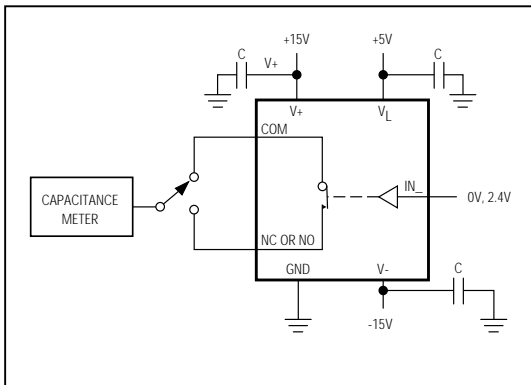 +15V
+5V
C
V+
C
V+
VL
COM
IN_
CAPACITANCE
METER
0V, 2.4V
NC OR NO
GND
V-
C
-15V